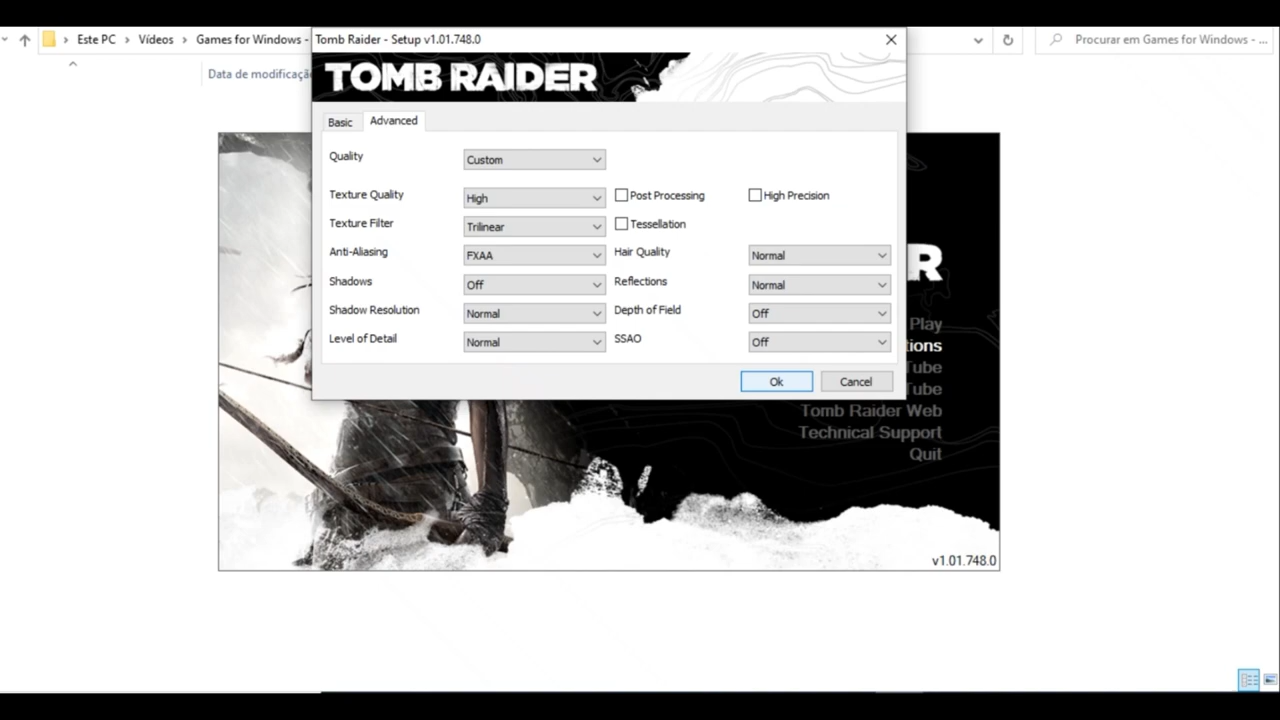 Este PC > Vídeos > Games for Windows -
Tomb Raider - Setup v1.01.748.0
Procurar em Games for Windows - ...
Data de modificaçã
TOMB RAIDER
Basic
Advanced
Quality
Custom
Texture Quality
High
Post Processing
High Precision
Texture Filter
Trilinear
Tessellation
Anti-Aliasing
FXAA
Hair Quality
Normal
Shadows
Off
Reflections
Normal
Shadow Resolution
Normal
Depth of Field
Off
Level of Detail
Normal
SSAO
Off
Ok
Cancel
R
Play
tions
Tube
Tube
Tomb Raider Web
Technical Support
Quit
v1.01.748.0